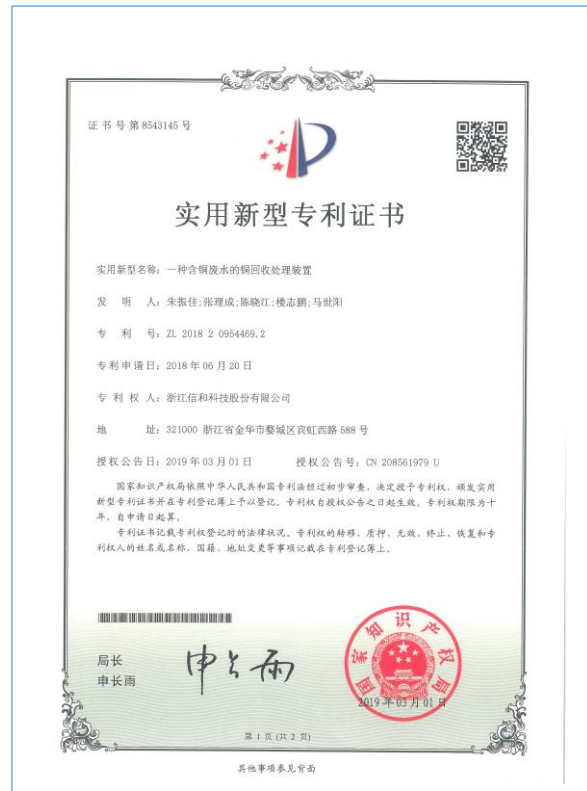 证书号第8543145号
实用新型专利证书
实用新型名称：一种含铜废水的铜回收处理装置
发明人：朱振佳;张理成;陈晓江;楼志鹏;马世阳
专利号：ZL 2018 2 0954469.2
专利申请日：2018年06月20日
专利权人：浙江信和科技股份有限公司
地址：321000 浙江省金华市婺城区宾虹西路588号
授权公告日：2019年03月01日 授权公告号：CN 208561979 U
国家知识产权局依照中华人民共和国专利法经过初步审查，决定授予专利权，颁发实用
新型专利证书并在专利登记簿上予以登记。专利权自授权公告之日起生效。专利权期限为十
年，自申请日起算。
专利证书记载专利权登记时的法律状况。专利权的转移、质押、无效、终止、恢复和专
利权人的姓名或名称、国籍、地址变更等事项记载在专利登记簿上。
局长
申长雨
申长雨
国家知识产权局
2019年03月01日
第1页(共2页)
其他事项参见背面